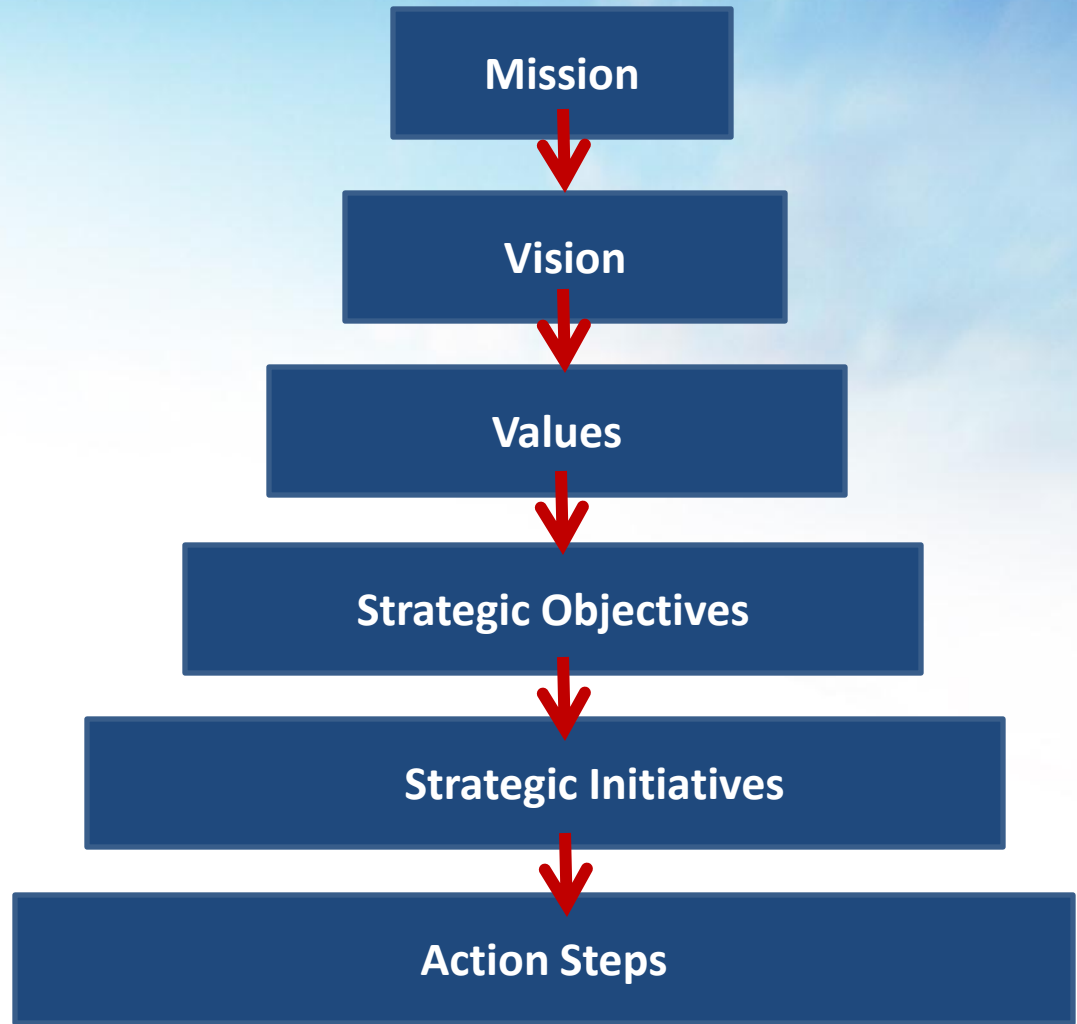 Mission
Vision
Values
Strategic Objectives
Strategic Initiatives
Action Steps